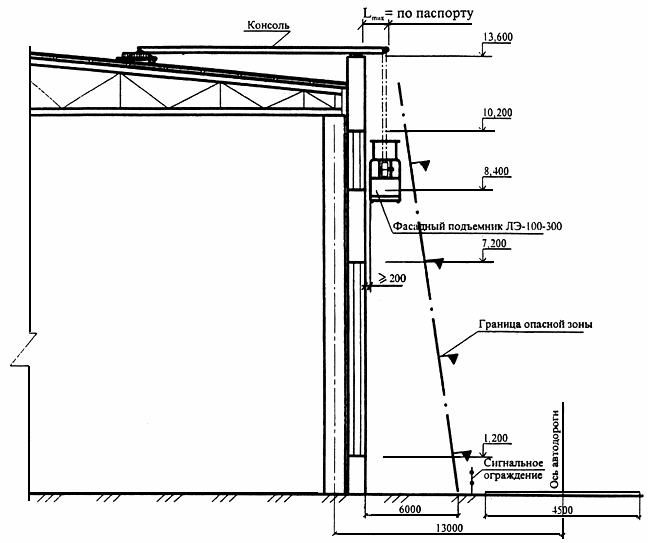 Lmax= по паспорту
Консоль
13,600
10,200
8,400
Фасадный подъемник ЛЭ-100-300
7,200
≥ 200
Граница опасной зоны
1,200
Сигнальное
ограждение
Ось автодороги
6000
4500
13000